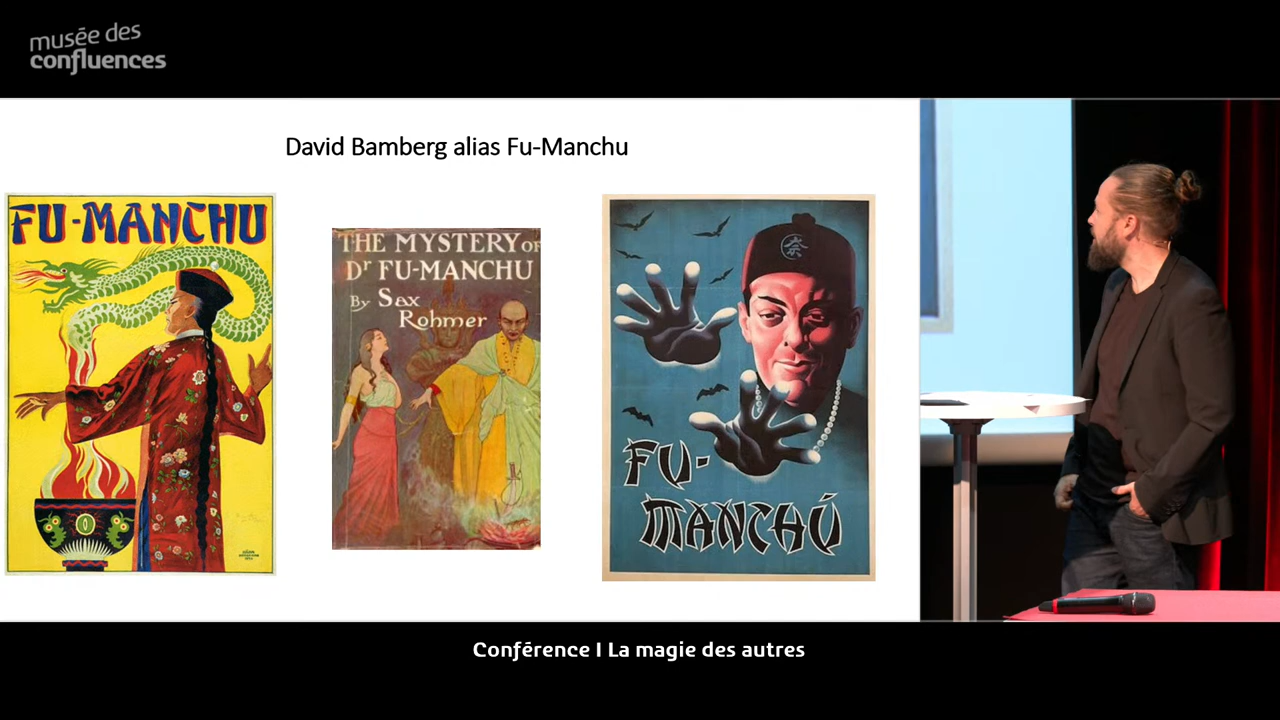 musée des
confluences
David Bamberg alias Fu-Manchu
FU-MANCHU
THE MYSTERY OF
Dr FU-MANCHU
By Sax
Rohmer
FU-
MANCHÚ
Conférence I La magie des autres